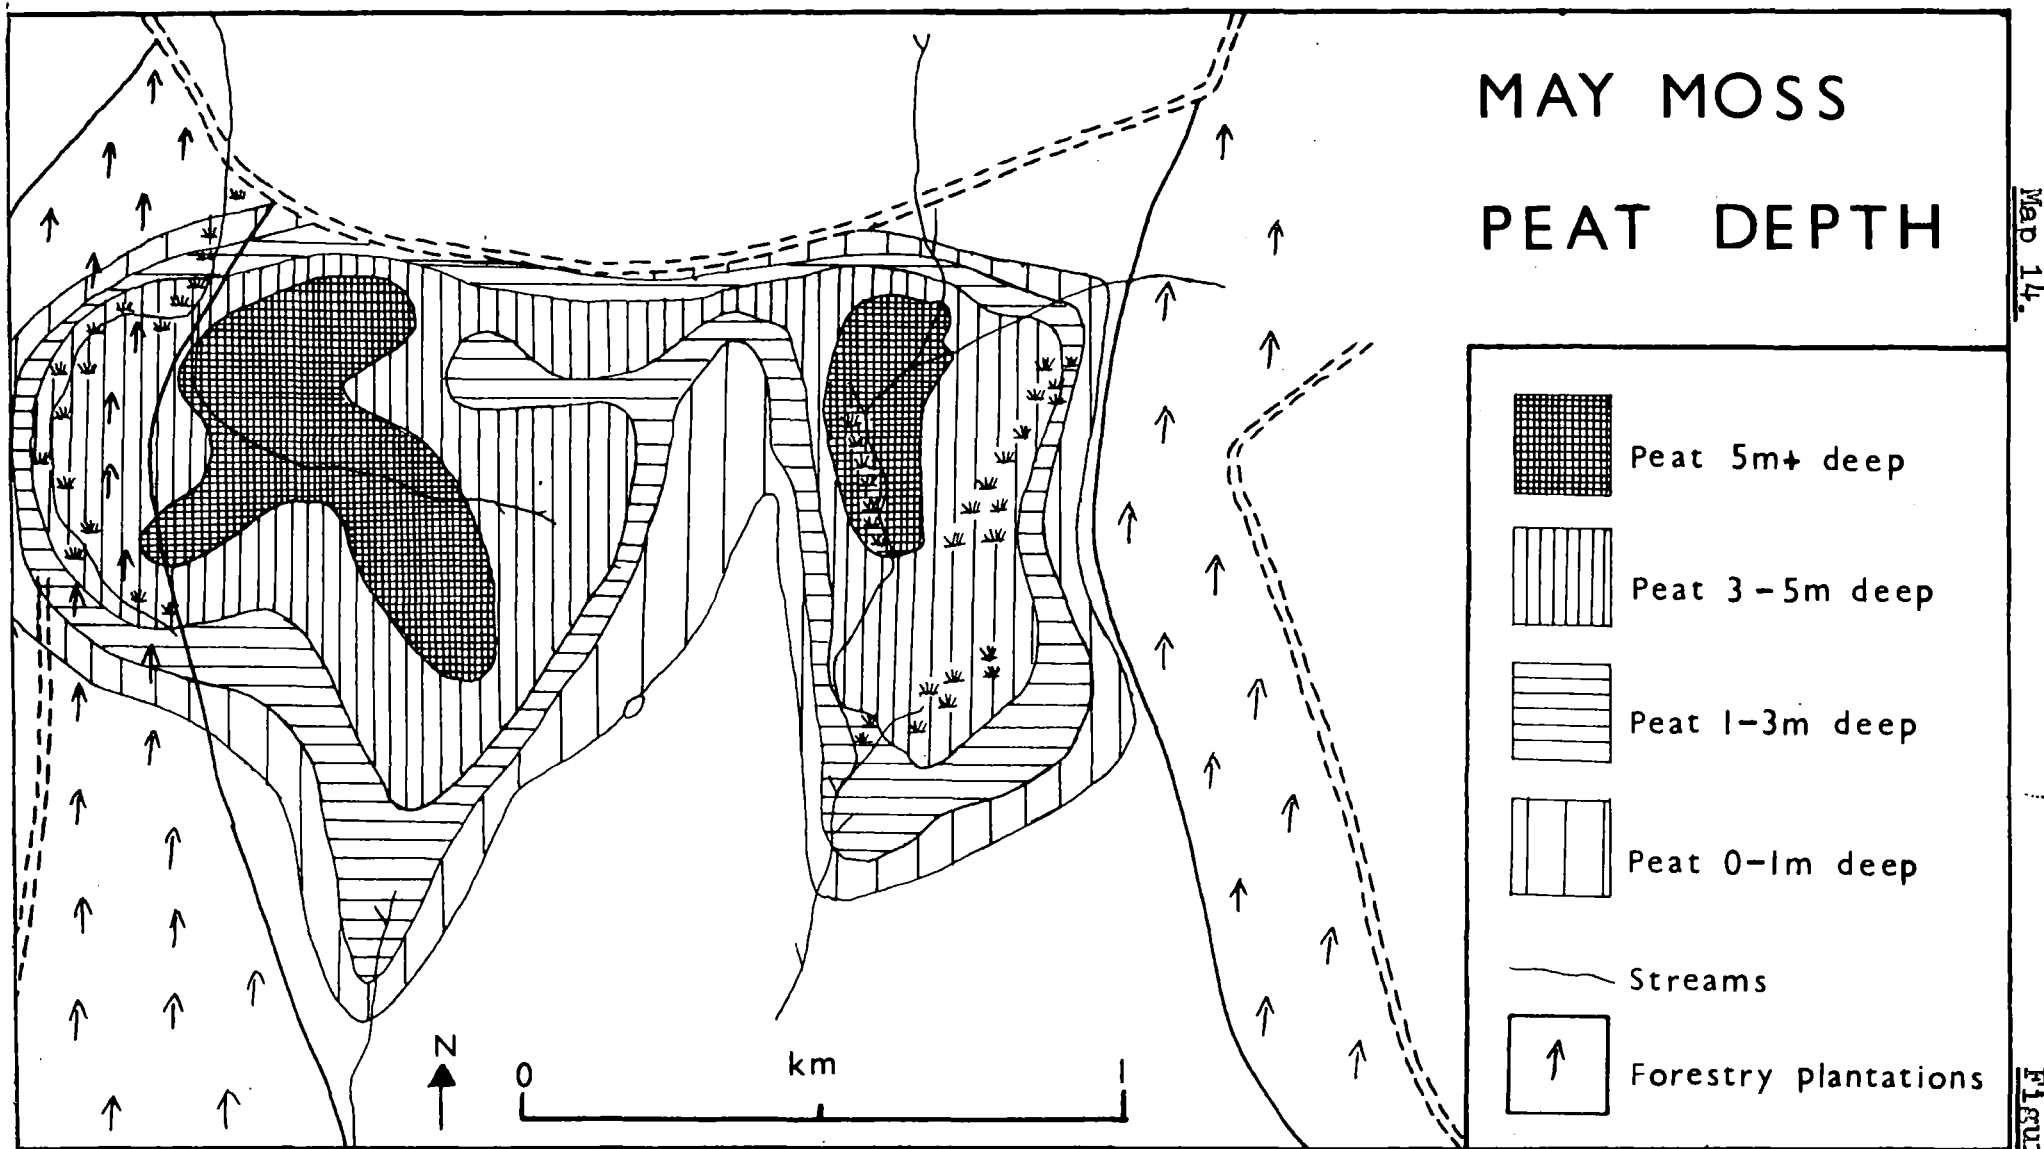 MAY MOSS
PEAT DEPTH
Map 14.
Peat 5m+ deep
Peat 3-5m deep
Peat 1-3m deep
Peat 0-1m deep
Streams
Forestry plantations
N
0 km 1